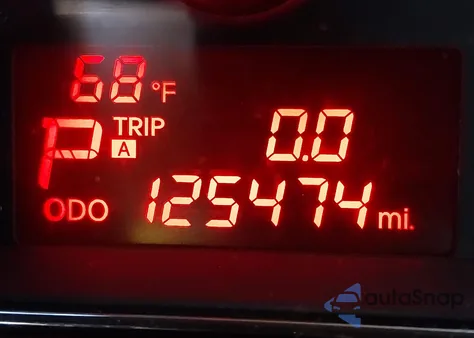 68 °F
P TRIP A 0.0
ODO 125474 mi.
autoSnap